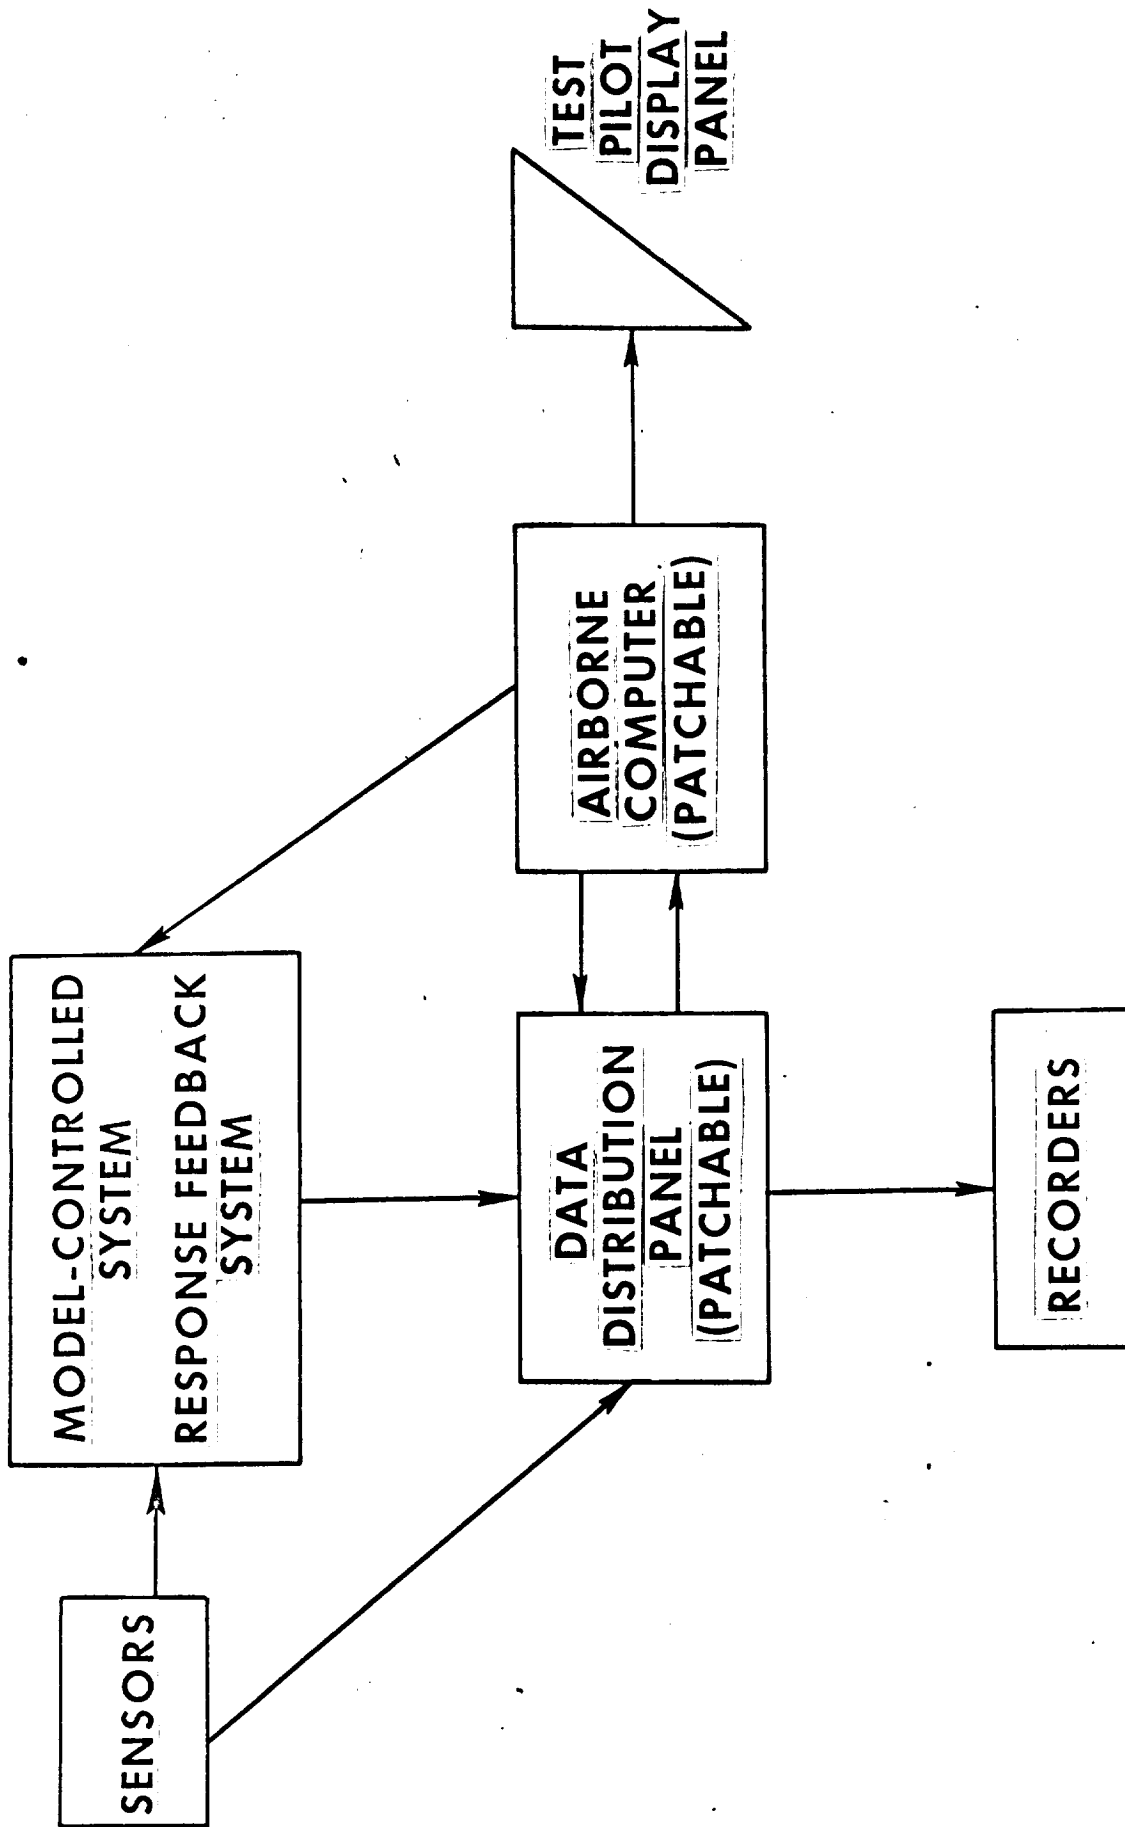 SENSORS
MODEL-CONTROLLED
SYSTEM
RESPONSE FEEDBACK
SYSTEM
DATA
DISTRIBUTION
PANEL
(PATCHABLE)
AIRBORNE
COMPUTER
(PATCHABLE)
TEST
PILOT
DISPLAY
PANEL
RECORDERS